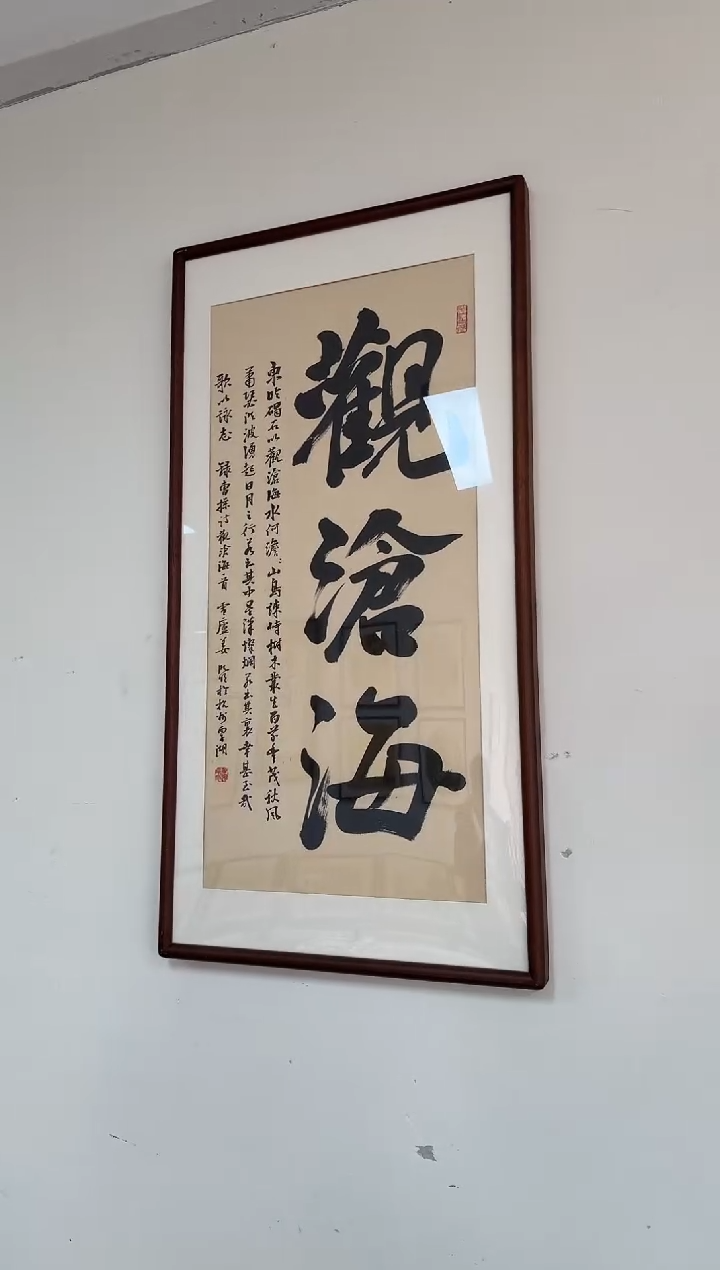 觀滄海
東臨碣石以觀滄海水何澹澹山島竦峙樹木叢生百草丰茂秋風
蕭瑟洪波湧起日月之行若出其中星漢燦爛若出其裏幸甚至哉
歌以詠志 錄曹操詩觀滄海一首